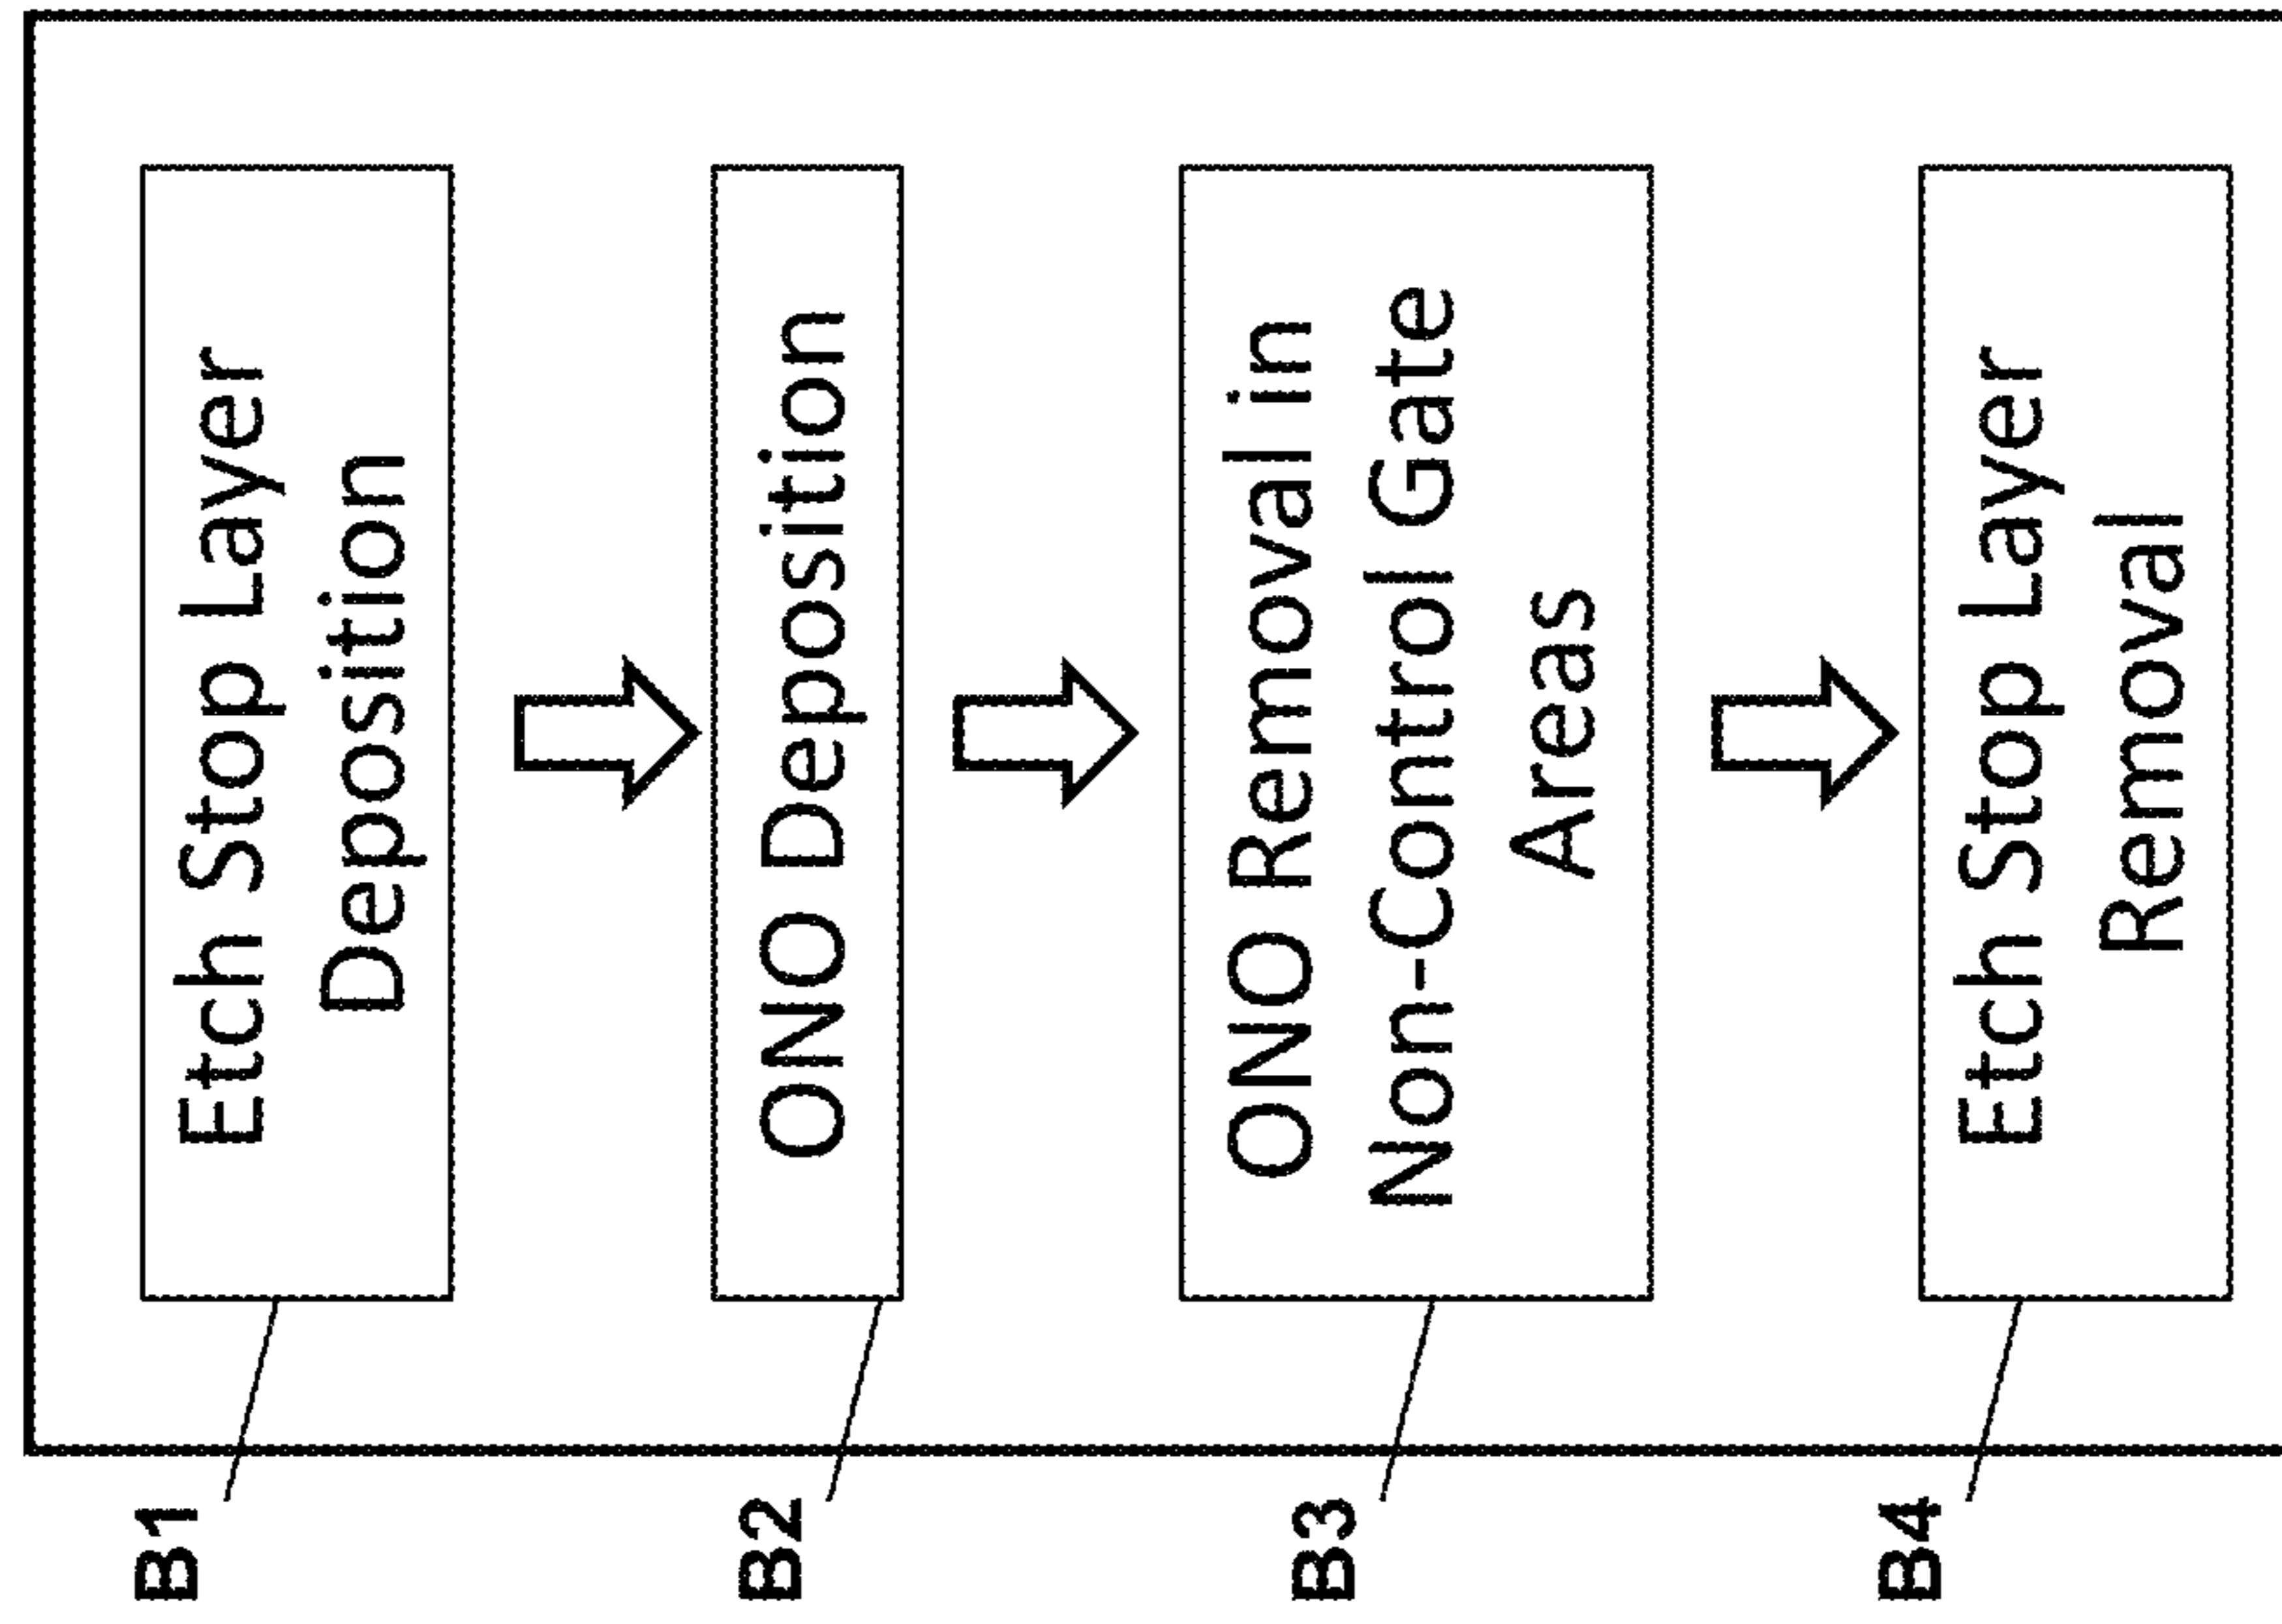 B1
Etch Stop Layer
Deposition
B2
ONO Deposition
B3
ONO Removal in
Non-Control Gate
Areas
B4
Etch Stop Layer
Removal